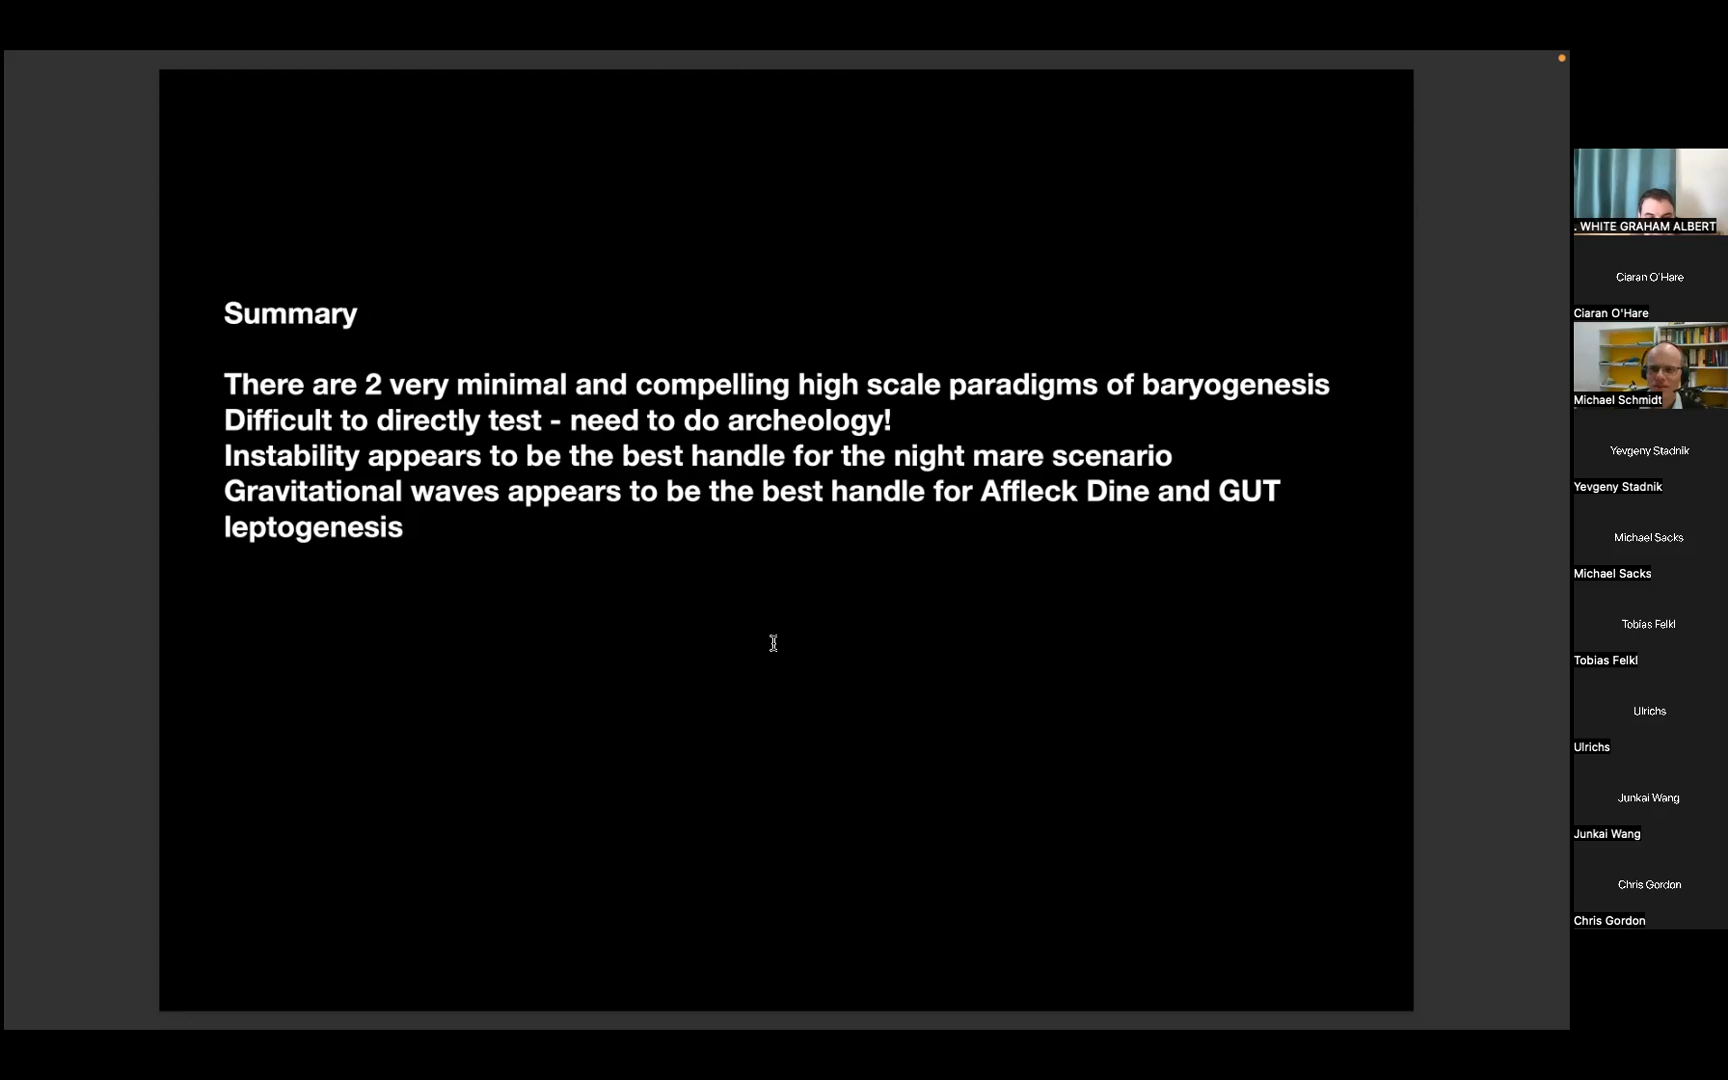 Summary
There are 2 very minimal and compelling high scale paradigms of baryogenesis
Difficult to directly test - need to do archeology!
Instability appears to be the best handle for the night mare scenario
Gravitational waves appears to be the best handle for Affleck Dine and GUT
leptogenesis
. WHITE GRAHAM ALBERT
Ciaran O'Hare
Ciaran O'Hare
Michael Schmidt
Yevgeny Stadnik
Yevgeny Stadnik
Michael Sacks
Michael Sacks
Tobias Felkl
Tobias Felkl
Ulrichs
Ulrichs
Junkai Wang
Junkai Wang
Chris Gordon
Chris Gordon